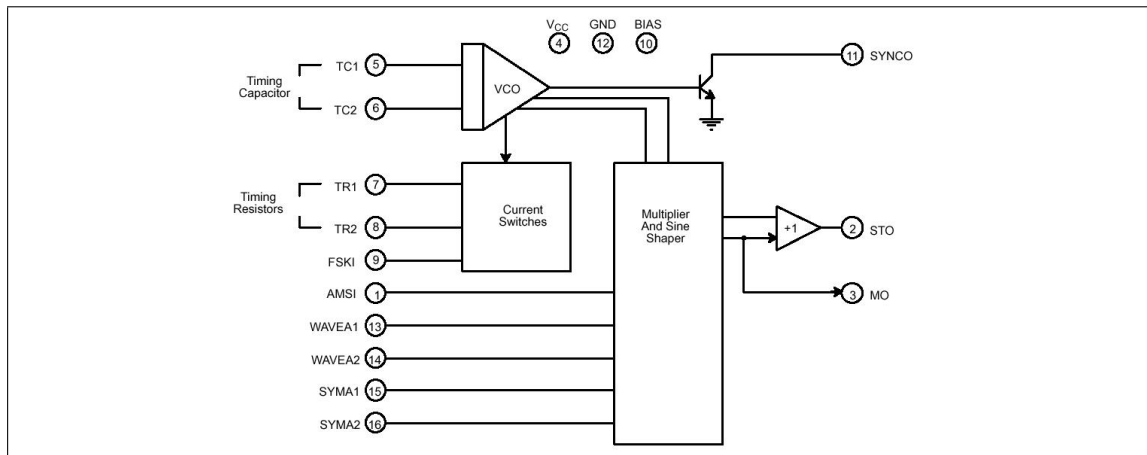 VCC GND BIAS
4 12 10
Timing
Capacitor
TC1 5
TC2 6
VCO
11 SYNCO
Timing
Resistors
TR1 7
TR2 8
FSKI 9
Current
Switches
AMSI 1
WAVEA1 13
WAVEA2 14
SYMA1 15
SYMA2 16
Multiplier
And Sine
Shaper
+1
2 STO
3 MO